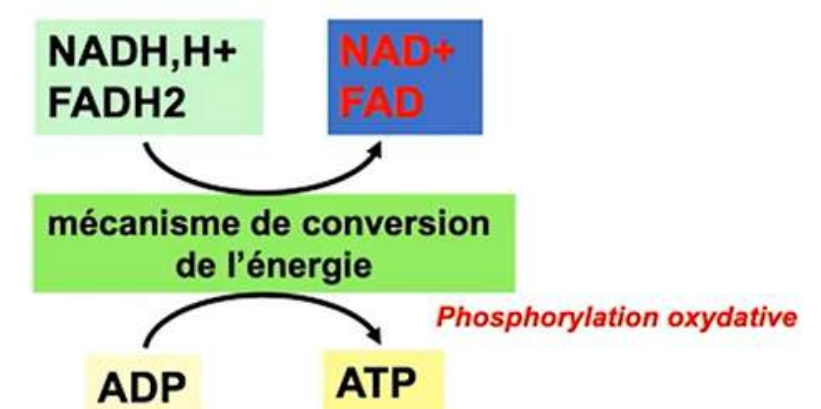 NADH,H+
FADH2
NAD+
FAD
mécanisme de conversion
de l'énergie
Phosphorylation oxydative
ADP
ATP